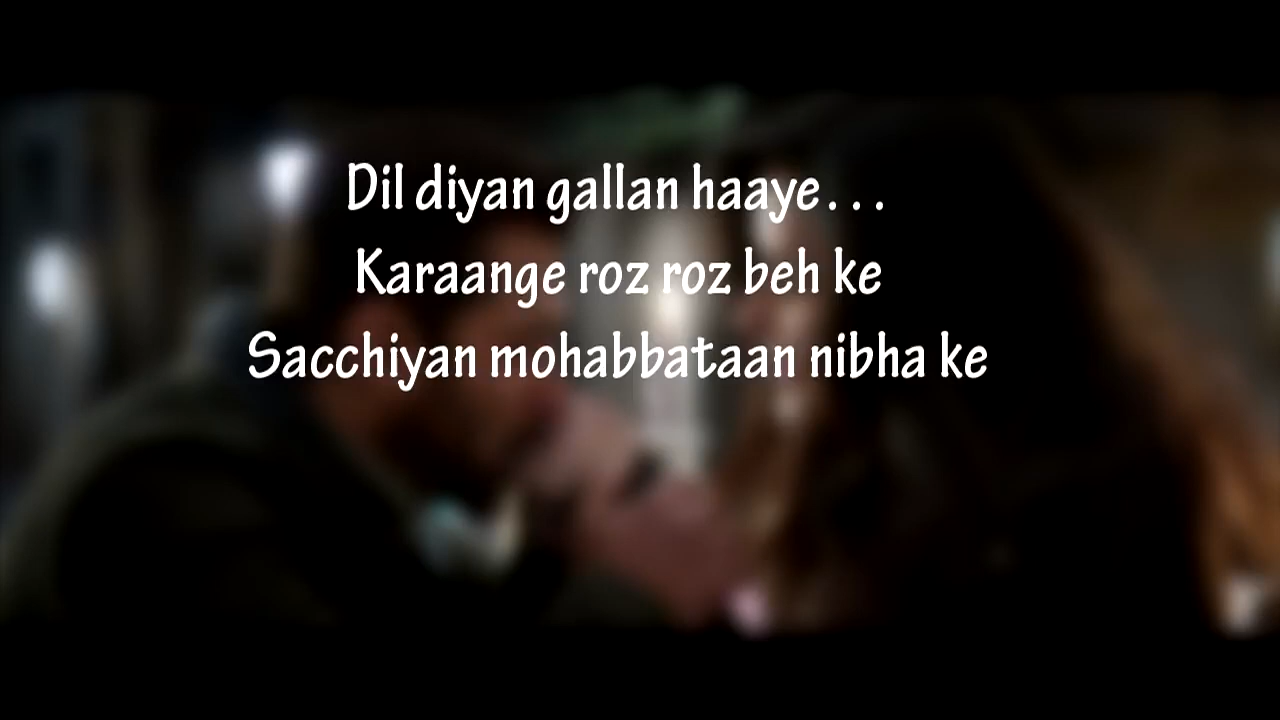 Dil diyan gallan haaye...
Karaange roz roz beh ke
Sacchiyan mohabbataan nibha ke